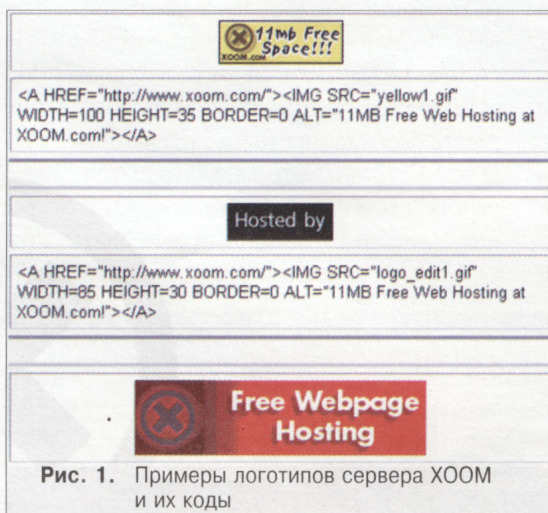 11mb Free
Space!!!
XOOM.com
<A HREF="http://www.xoom.com/"><IMG SRC="yellow1.gif"
WIDTH=100 HEIGHT=35 BORDER=0 ALT="11MB Free Web Hosting at
XOOM.com!"></A>
Hosted by
<A HREF="http://www.xoom.com/"><IMG SRC="logo_edit1.gif"
WIDTH=85 HEIGHT=30 BORDER=0 ALT="11MB Free Web Hosting at
XOOM.com!"></A>
Free Webpage
Hosting
Рис. 1. Примеры логотипов сервера XOOM
и их коды